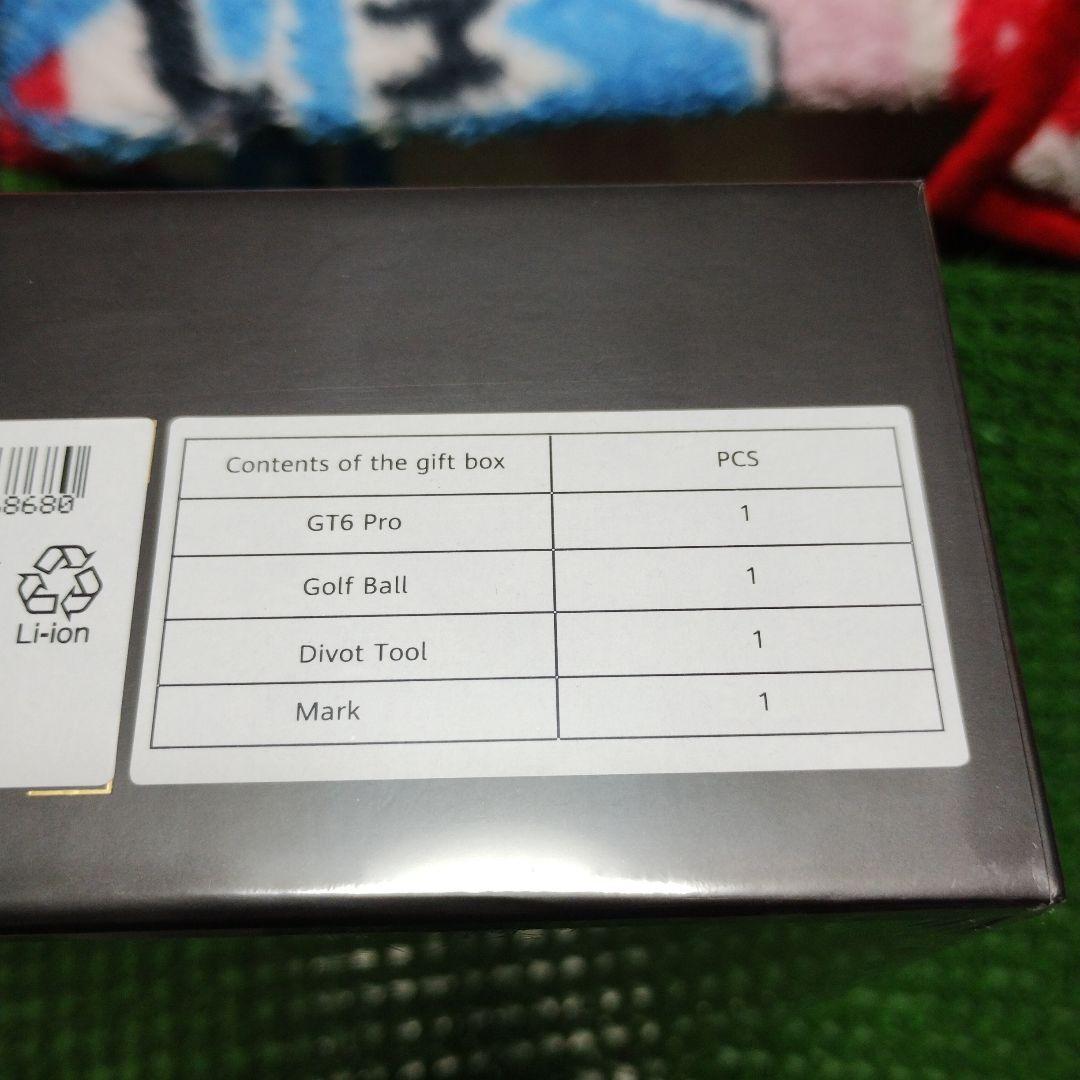 Contents of the gift box PCS
GT6 Pro 1
Golf Ball 1
Divot Tool 1
Mark 1
8680
Li-ion